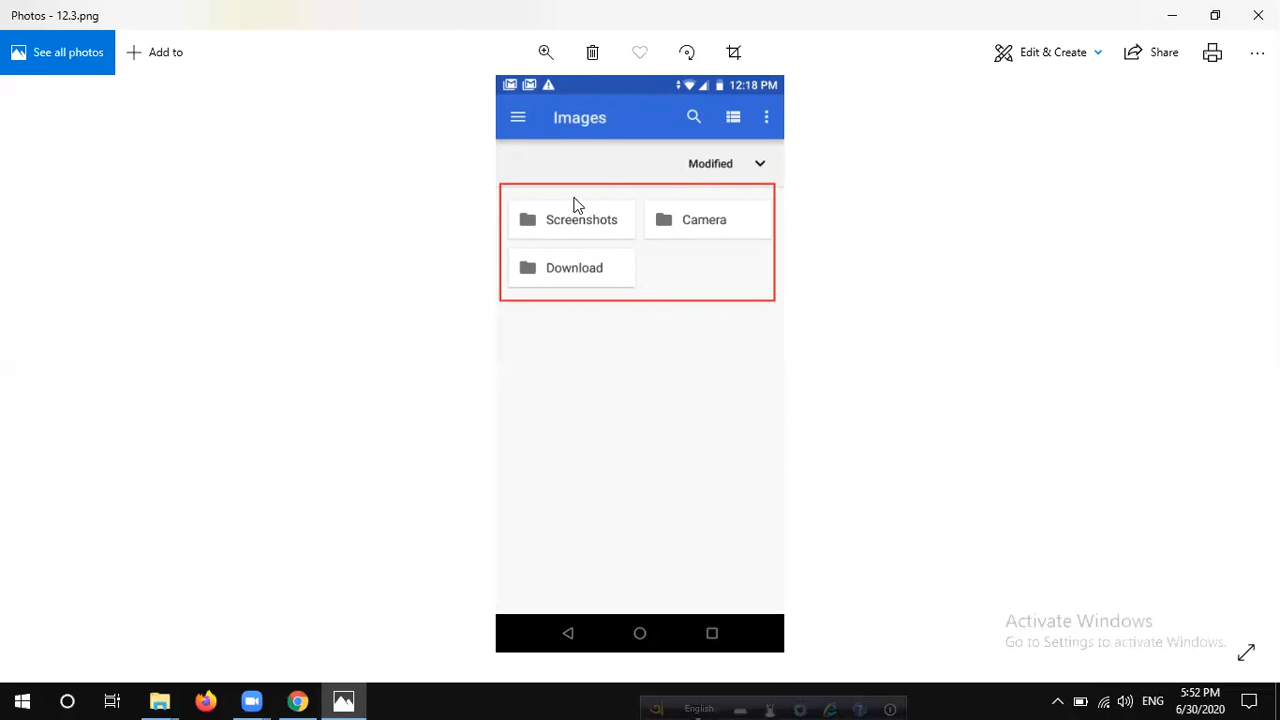 Photos - 12.3.png
See all photos
Add to
Edit & Create
Share
12:18 PM
Images
Modified
Screenshots
Camera
Download
Activate Windows
Go to Settings to activate Windows.
English
ENG
5:52 PM
6/30/2020